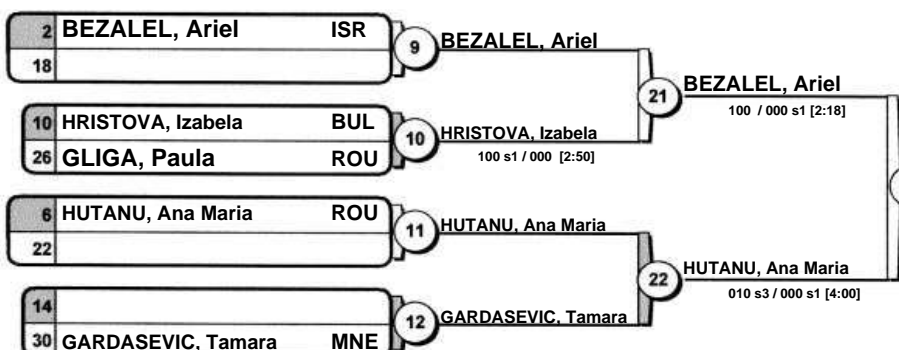 2 BEZALEL, Ariel ISR
18
9
BEZALEL, Ariel
10 HRISTOVA, Izabela BUL
26 GLIGA, Paula ROU
10
HRISTOVA, Izabela
100 s1 / 000 [2:50]
21
BEZALEL, Ariel
100 / 000 s1 [2:18]
6 HUTANU, Ana Maria ROU
22
11
HUTANU, Ana Maria
14
30 GARDASEVIC, Tamara MNE
12
GARDASEVIC, Tamara
22
HUTANU, Ana Maria
010 s3 / 000 s1 [4:00]